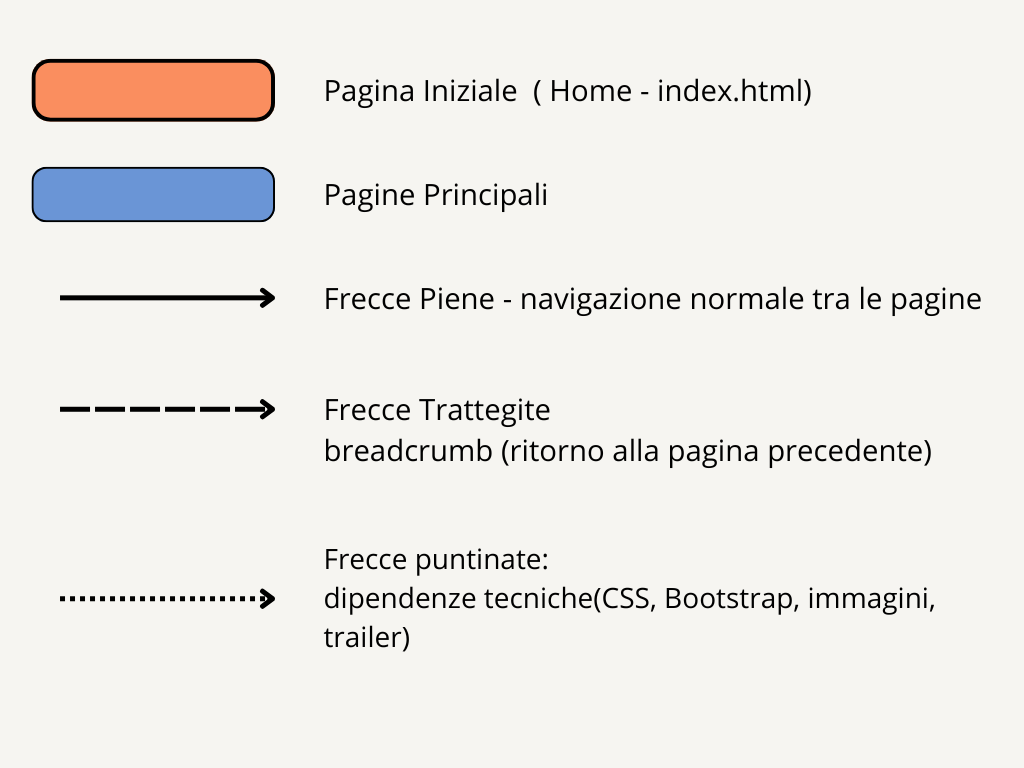 Pagina Iniziale  ( Home - index.html)
Pagine Principali
Frecce Piene - navigazione normale tra le pagine
Frecce Trattegite
breadcrumb (ritorno alla pagina precedente)
Frecce puntinate:
dipendenze tecniche(CSS, Bootstrap, immagini,
trailer)